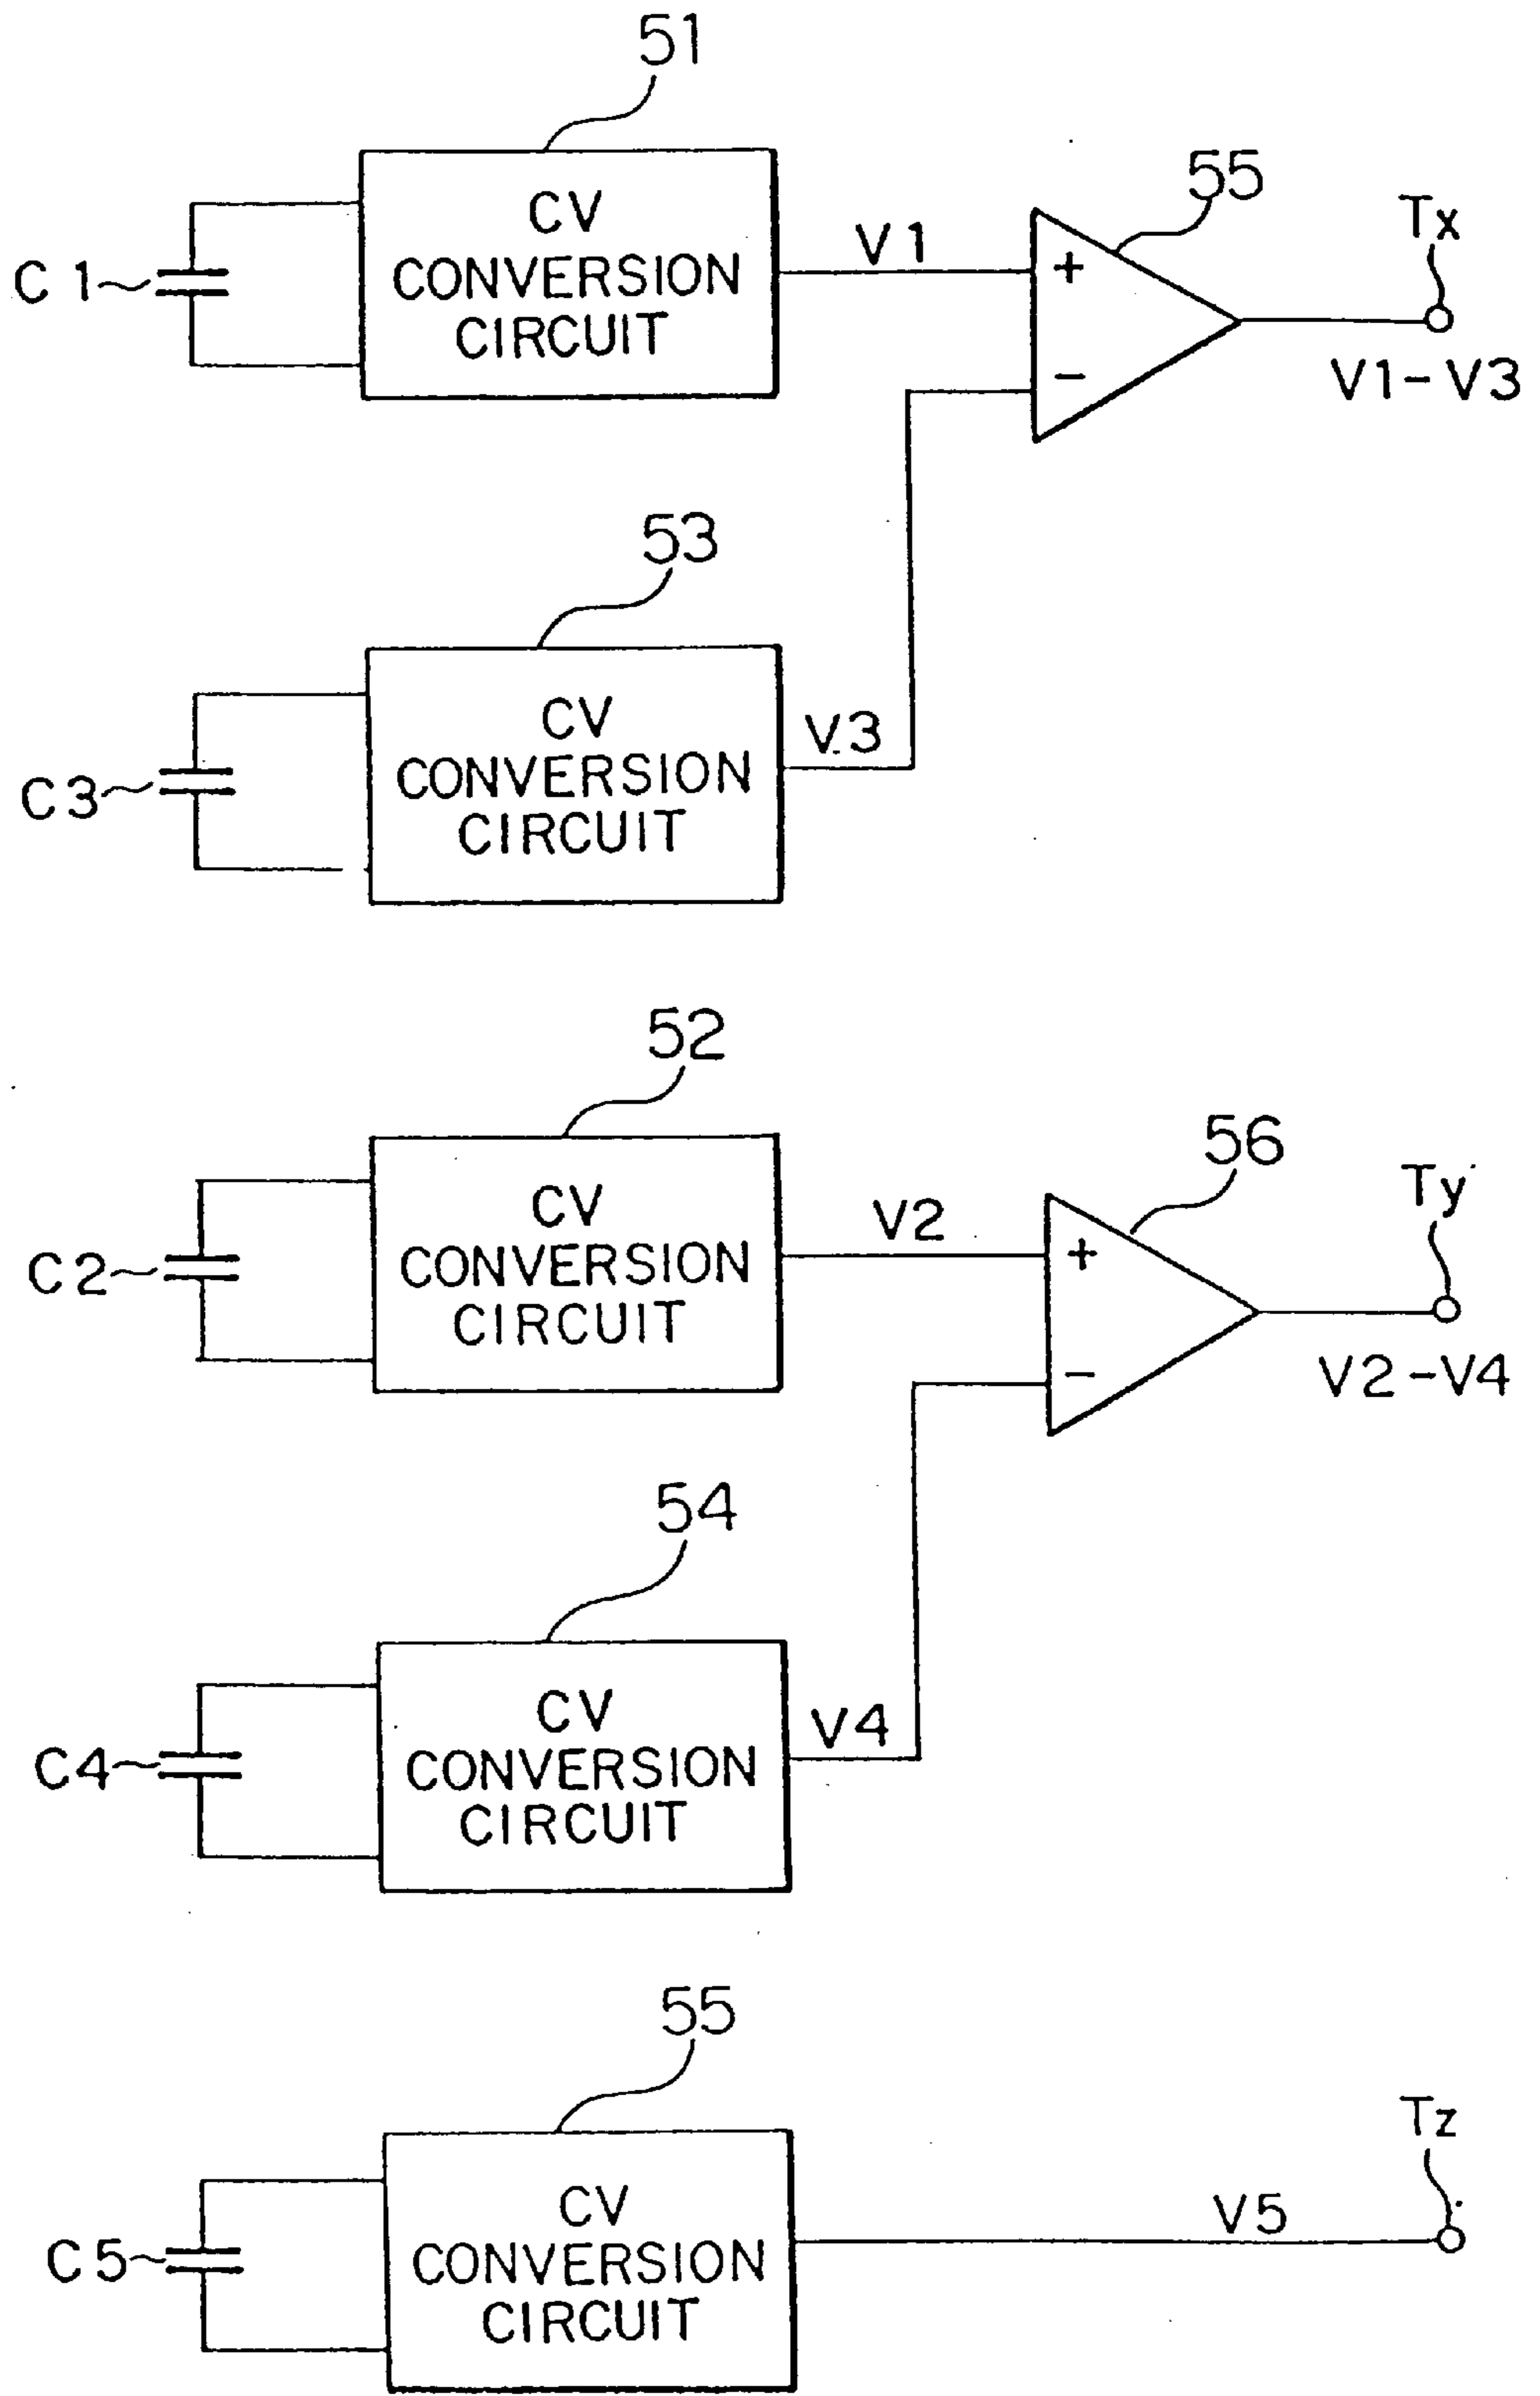 51
CV
CONVERSION
CIRCUIT
C1
V1
+
-
55
Tx
V1-V3
53
CV
CONVERSION
CIRCUIT
C3
V3
52
CV
CONVERSION
CIRCUIT
C2
V2
+
-
56
Ty
V2-V4
54
CV
CONVERSION
CIRCUIT
C4
V4
55
CV
CONVERSION
CIRCUIT
C5
V5
Tz